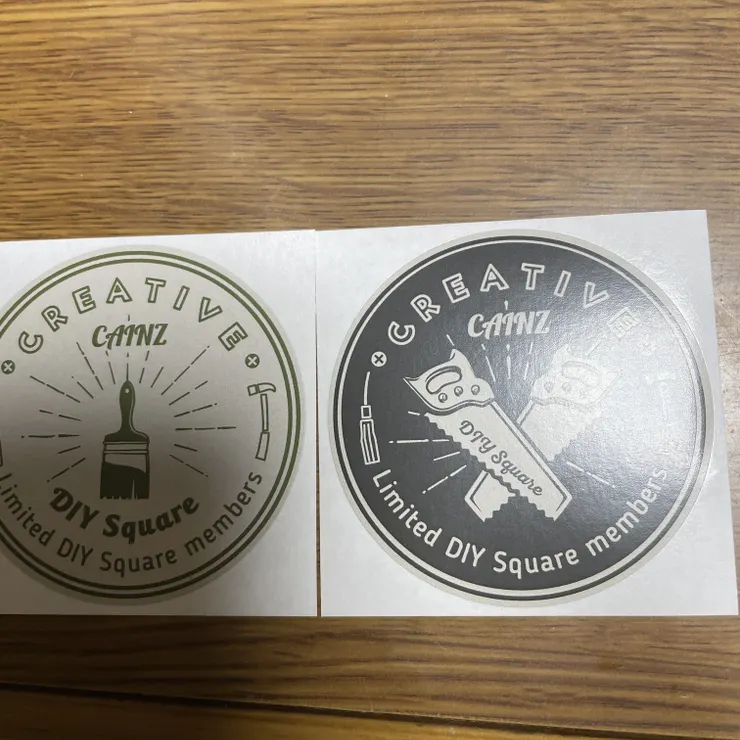 CREATIVE
CAINZ
DIY Square
Limited DIY Square members
CREATIVE
CAINZ
DIY Square
Limited DIY Square members